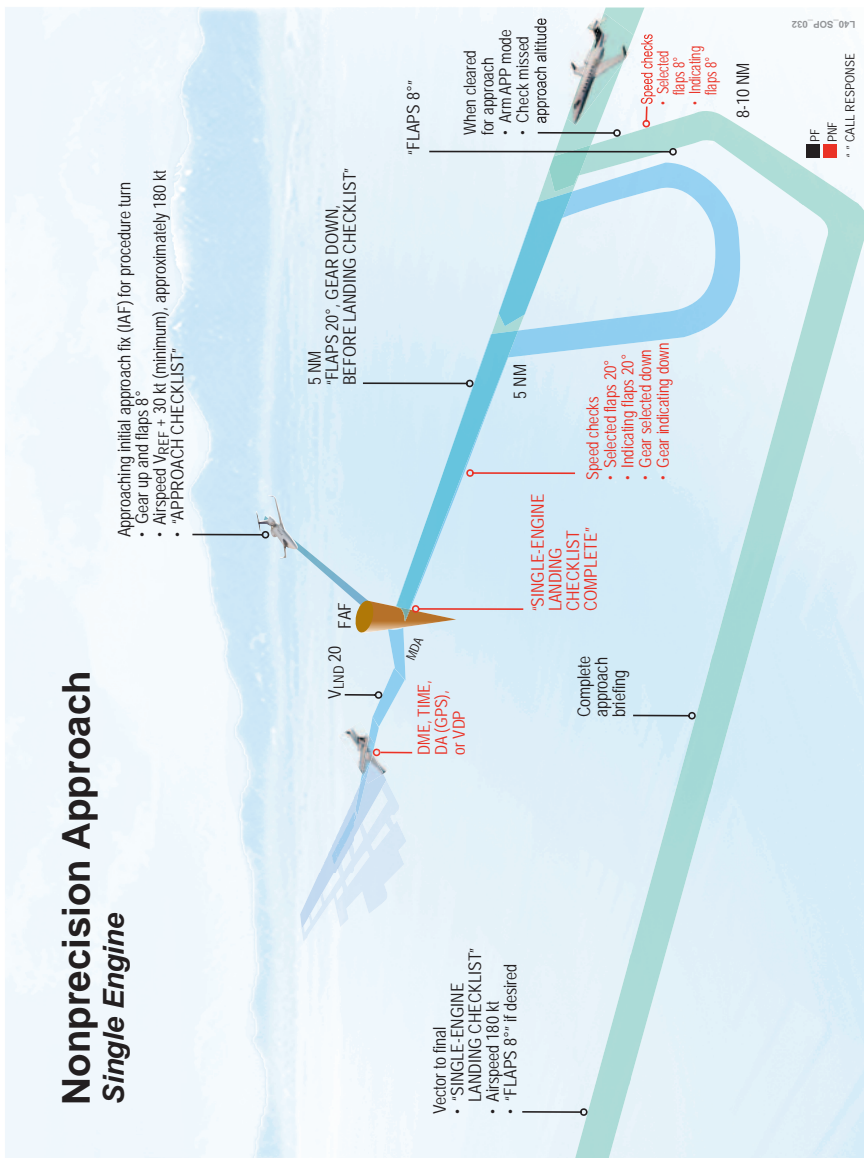 Nonprecision Approach
Single Engine
Approaching initial approach fix (IAF) for procedure turn
• Gear up and flaps 8°
• Airspeed VREF + 30 kt (minimum), approximately 180 kt
• “APPROACH CHECKLIST”
5 NM
“FLAPS 20°, GEAR DOWN,
BEFORE LANDING CHECKLIST”
“FLAPS 8°”
When cleared
for approach
• Arm APP mode
• Check missed
approach altitude
Speed checks
• Selected
flaps 8°
• Indicating
flaps 8°
8-10 NM
FAF
MDA
VLND 20
DME, TIME,
DA (GPS),
or VDP
“SINGLE-ENGINE
LANDING
CHECKLIST
COMPLETE”
5 NM
Speed checks
• Selected flaps 20°
• Indicating flaps 20°
• Gear selected down
• Gear indicating down
Complete
approach
briefing
Vector to final
• “SINGLE-ENGINE
LANDING CHECKLIST”
• Airspeed 180 kt
• “FLAPS 8°” if desired
PF
PNF
“ ” CALL RESPONSE
L40_SOP_032